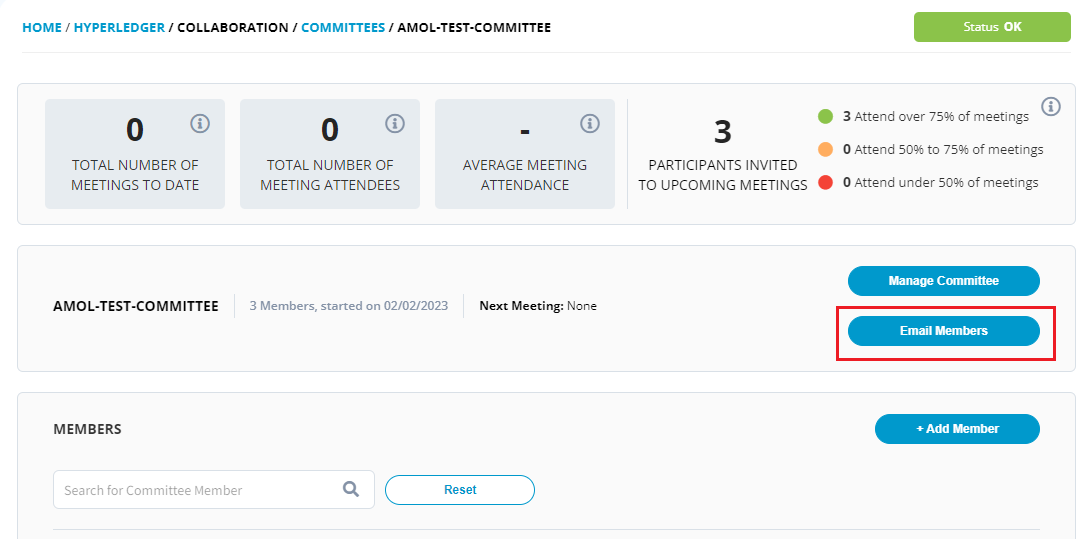 HOME / HYPERLEDGER / COLLABORATION / COMMITTEES / AMOL-TEST-COMMITTEE
Status OK
0
TOTAL NUMBER OF
MEETINGS TO DATE
0
TOTAL NUMBER OF
MEETING ATTENDEES
-
AVERAGE MEETING
ATTENDANCE
3
PARTICIPANTS INVITED
TO UPCOMING MEETINGS
3 Attend over 75% of meetings
0 Attend 50% to 75% of meetings
0 Attend under 50% of meetings
AMOL-TEST-COMMITTEE
3 Members, started on 02/02/2023
Next Meeting: None
Manage Committee
Email Members
MEMBERS
+ Add Member
Search for Committee Member
Reset